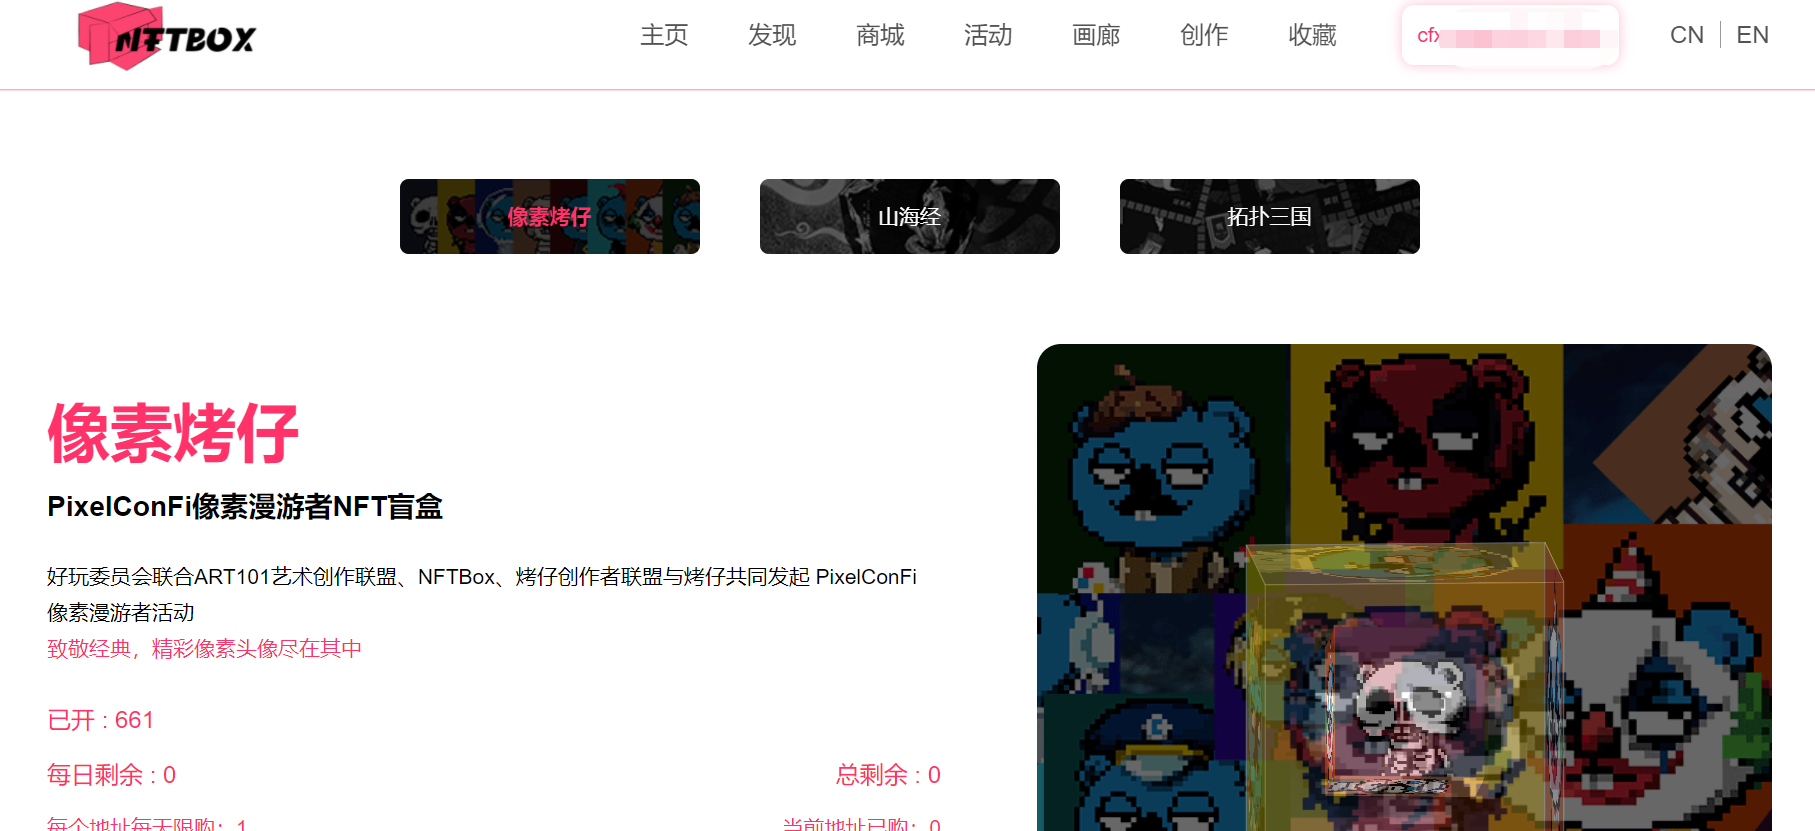 NFTBOX
主页 发现 商城 活动 画廊 创作 收藏 cfx CN EN
像素烤仔 山海经 拓扑三国
像素烤仔
PixelConFi像素漫游者NFT盲盒
好玩委员会联合ART101艺术创作联盟、NFTBox、烤仔创作者联盟与烤仔共同发起 PixelConFi
像素漫游者活动
致敬经典，精彩像素头像尽在其中
已开 : 661
每日剩余 : 0 总剩余 : 0
每个地址每天限购：1 当前地址已购：0